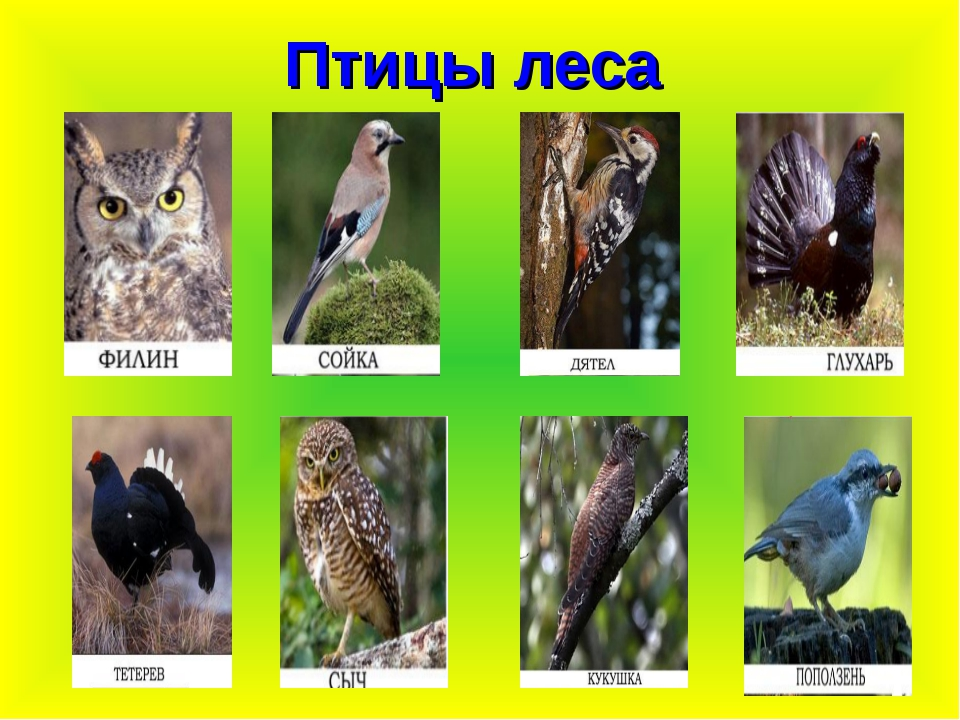 Птицы леса
ФИЛИН
СОЙКА
ДЯТЕЛ
ГЛУХАРЬ
ТЕТЕРЕВ
СЫЧ
КУКУШКА
ПОПОЛЗЕНЬ